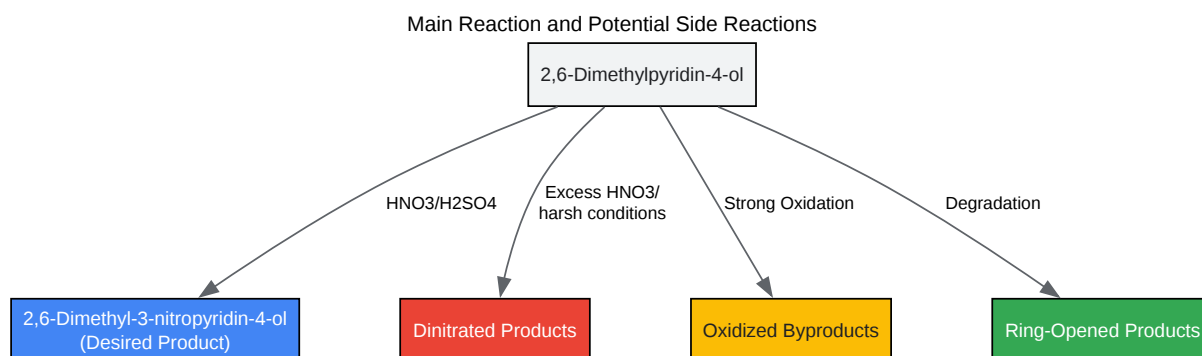 Main Reaction and Potential Side Reactions
2,6-Dimethylpyridin-4-ol
HNO3/H2SO4
Excess HNO3/
harsh conditions
Strong Oxidation
Degradation
2,6-Dimethyl-3-nitropyridin-4-ol
(Desired Product)
Dinitrated Products
Oxidized Byproducts
Ring-Opened Products